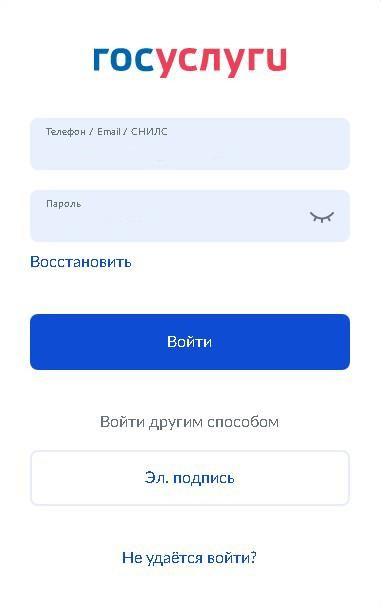 госуслуги
Телефон / Email / СНИЛС
Пароль
Восстановить
Войти
Войти другим способом
Эл. подпись
Не удаётся войти?